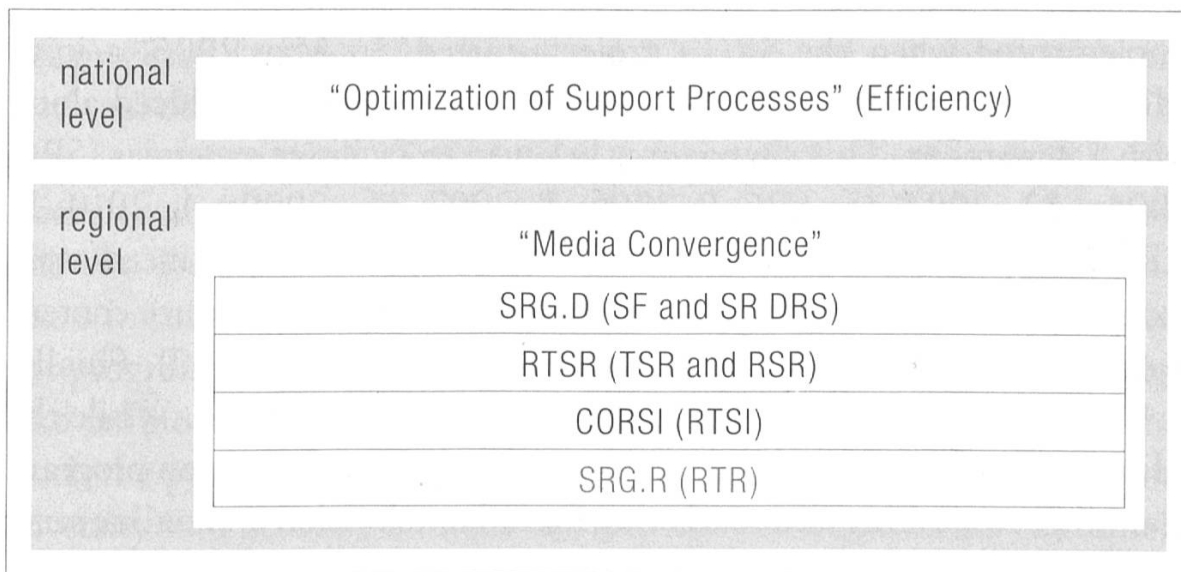 national
level
“Optimization of Support Processes” (Efficiency)
regional
level
“Media Convergence”
SRG.D (SF and SR DRS)
RTSR (TSR and RSR)
CORSI (RTSI)
SRG.R (RTR)